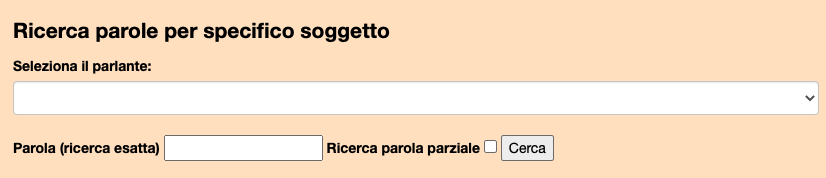 Ricerca parole per specifico soggetto
Seleziona il parlante:
Parola (ricerca esatta) Ricerca parola parziale Cerca